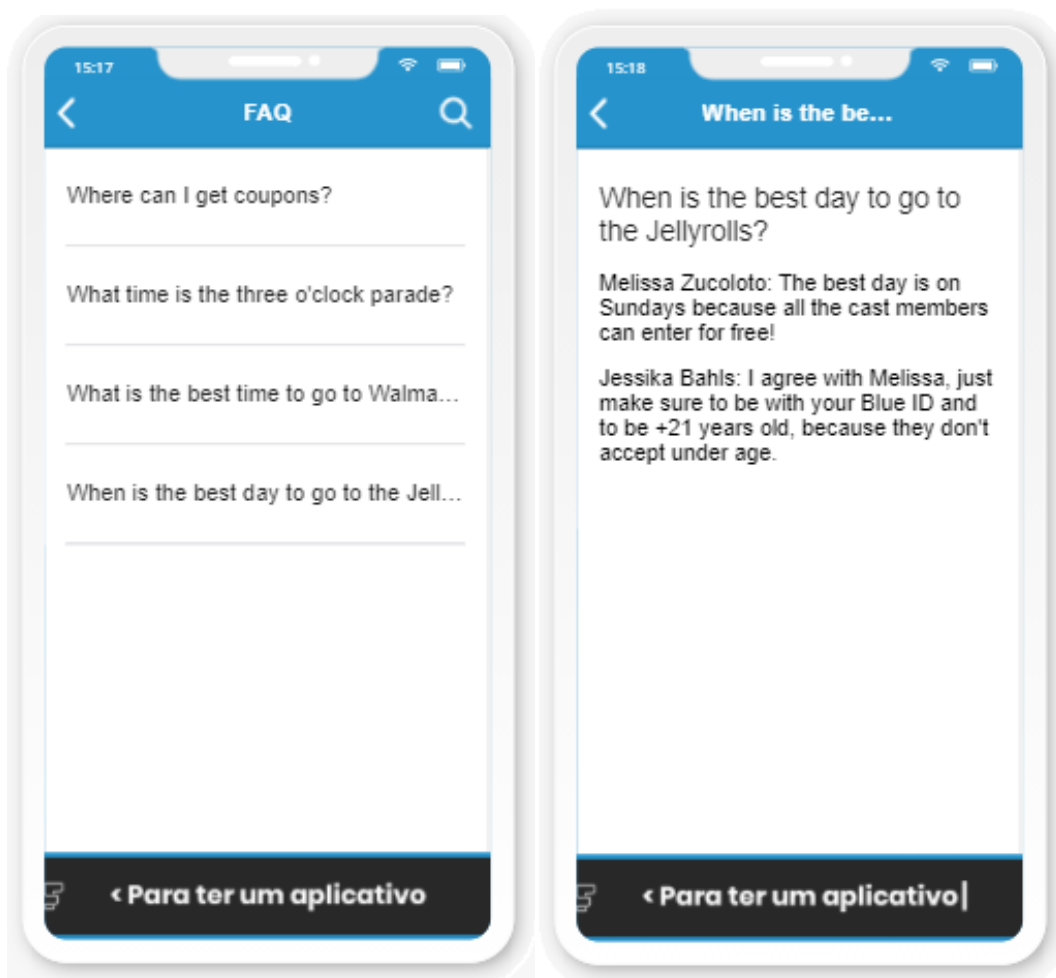 15:17
FAQ
Where can I get coupons?
What time is the three o'clock parade?
What is the best time to go to Walma...
When is the best day to go to the Jell...
< Para ter um aplicativo
15:18
When is the be...
When is the best day to go to
the Jellyrolls?
Melissa Zucoloto: The best day is on
Sundays because all the cast members
can enter for free!
Jessika Bahls: I agree with Melissa, just
make sure to be with your Blue ID and
to be +21 years old, because they don't
accept under age.
< Para ter um aplicativo|